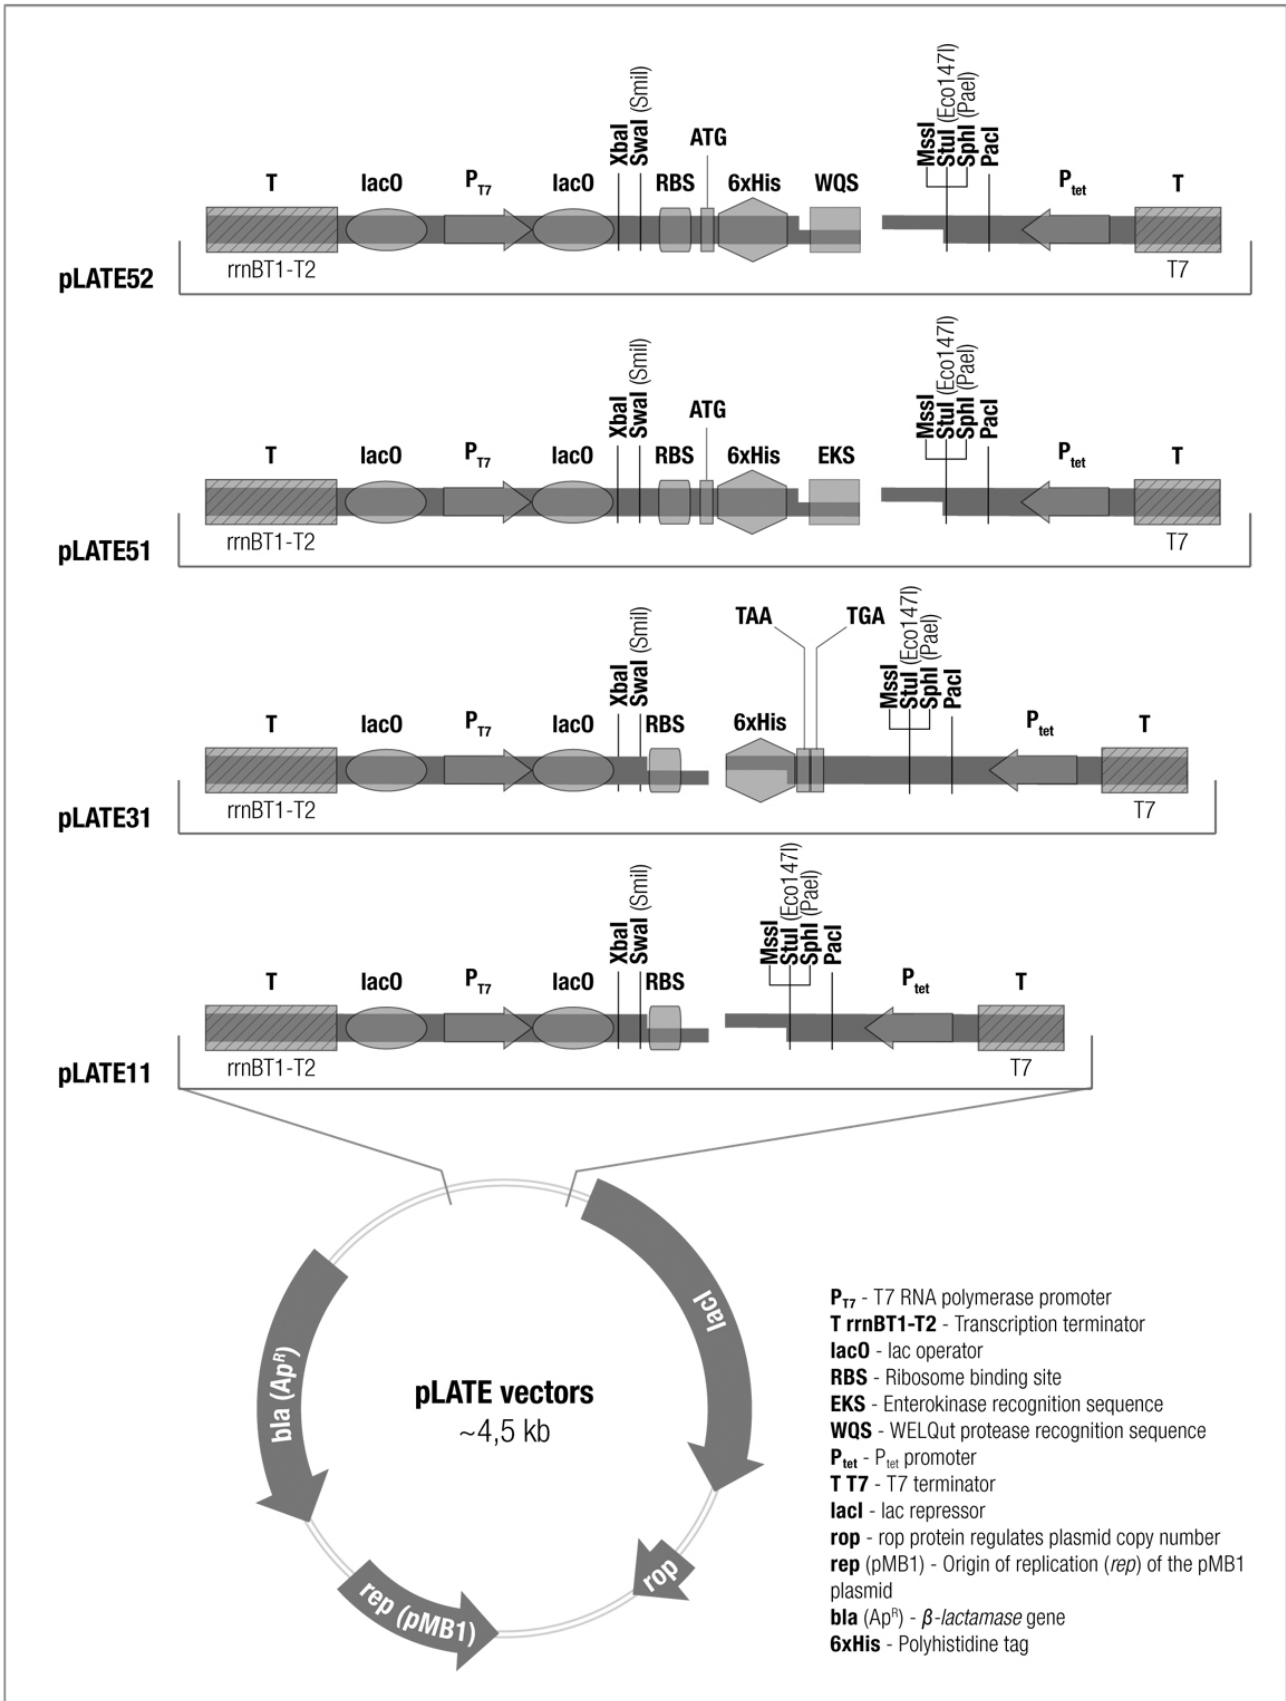 MssI
StuI (Eco147I)
SphI (PaeI)
PacI
XbaI
SwaI (SmiI)
ATG
T
lacO
PT7
lacO
RBS
6xHis
WQS
Ptet
T
rrnBT1-T2
T7
pLATE52
MssI
StuI (Eco147I)
SphI (PaeI)
PacI
XbaI
SwaI (SmiI)
ATG
T
lacO
PT7
lacO
RBS
6xHis
EKS
Ptet
T
rrnBT1-T2
T7
pLATE51
TAA
TGA
MssI
StuI (Eco147I)
SphI (PaeI)
PacI
XbaI
SwaI (SmiI)
T
lacO
PT7
lacO
RBS
6xHis
Ptet
T
rrnBT1-T2
T7
pLATE31
MssI
StuI (Eco147I)
SphI (PaeI)
PacI
XbaI
SwaI (SmiI)
T
lacO
PT7
lacO
RBS
Ptet
T
rrnBT1-T2
T7
pLATE11
lacI
bla (ApR)
pLATE vectors
~4,5 kb
rop
rep (pMB1)
PT7 - T7 RNA polymerase promoter
T rrnBT1-T2 - Transcription terminator
lacO - lac operator
RBS - Ribosome binding site
EKS - Enterokinase recognition sequence
WQS - WELQut protease recognition sequence
Ptet - Ptet promoter
T T7 - T7 terminator
lacI - lac repressor
rop - rop protein regulates plasmid copy number
rep (pMB1) - Origin of replication (rep) of the pMB1
plasmid
bla (ApR) - β-lactamase gene
6xHis - Polyhistidine tag